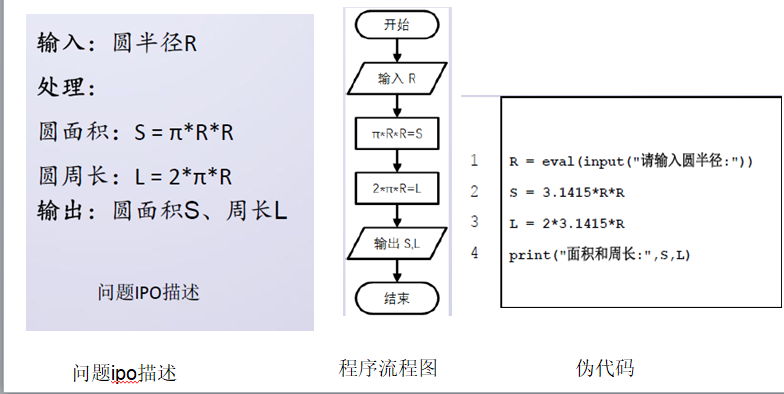 输入：圆半径R
处理：
圆面积：S = π*R*R
圆周长：L = 2*π*R
输出：圆面积S、周长L
问题IPO描述
问题ipo描述
开始
输入 R
π*R*R=S
2*π*R=L
输出 S,L
结束
程序流程图
1 R = eval(input("请输入圆半径:"))
2 S = 3.1415*R*R
3 L = 2*3.1415*R
4 print("面积和周长:",S,L)
伪代码